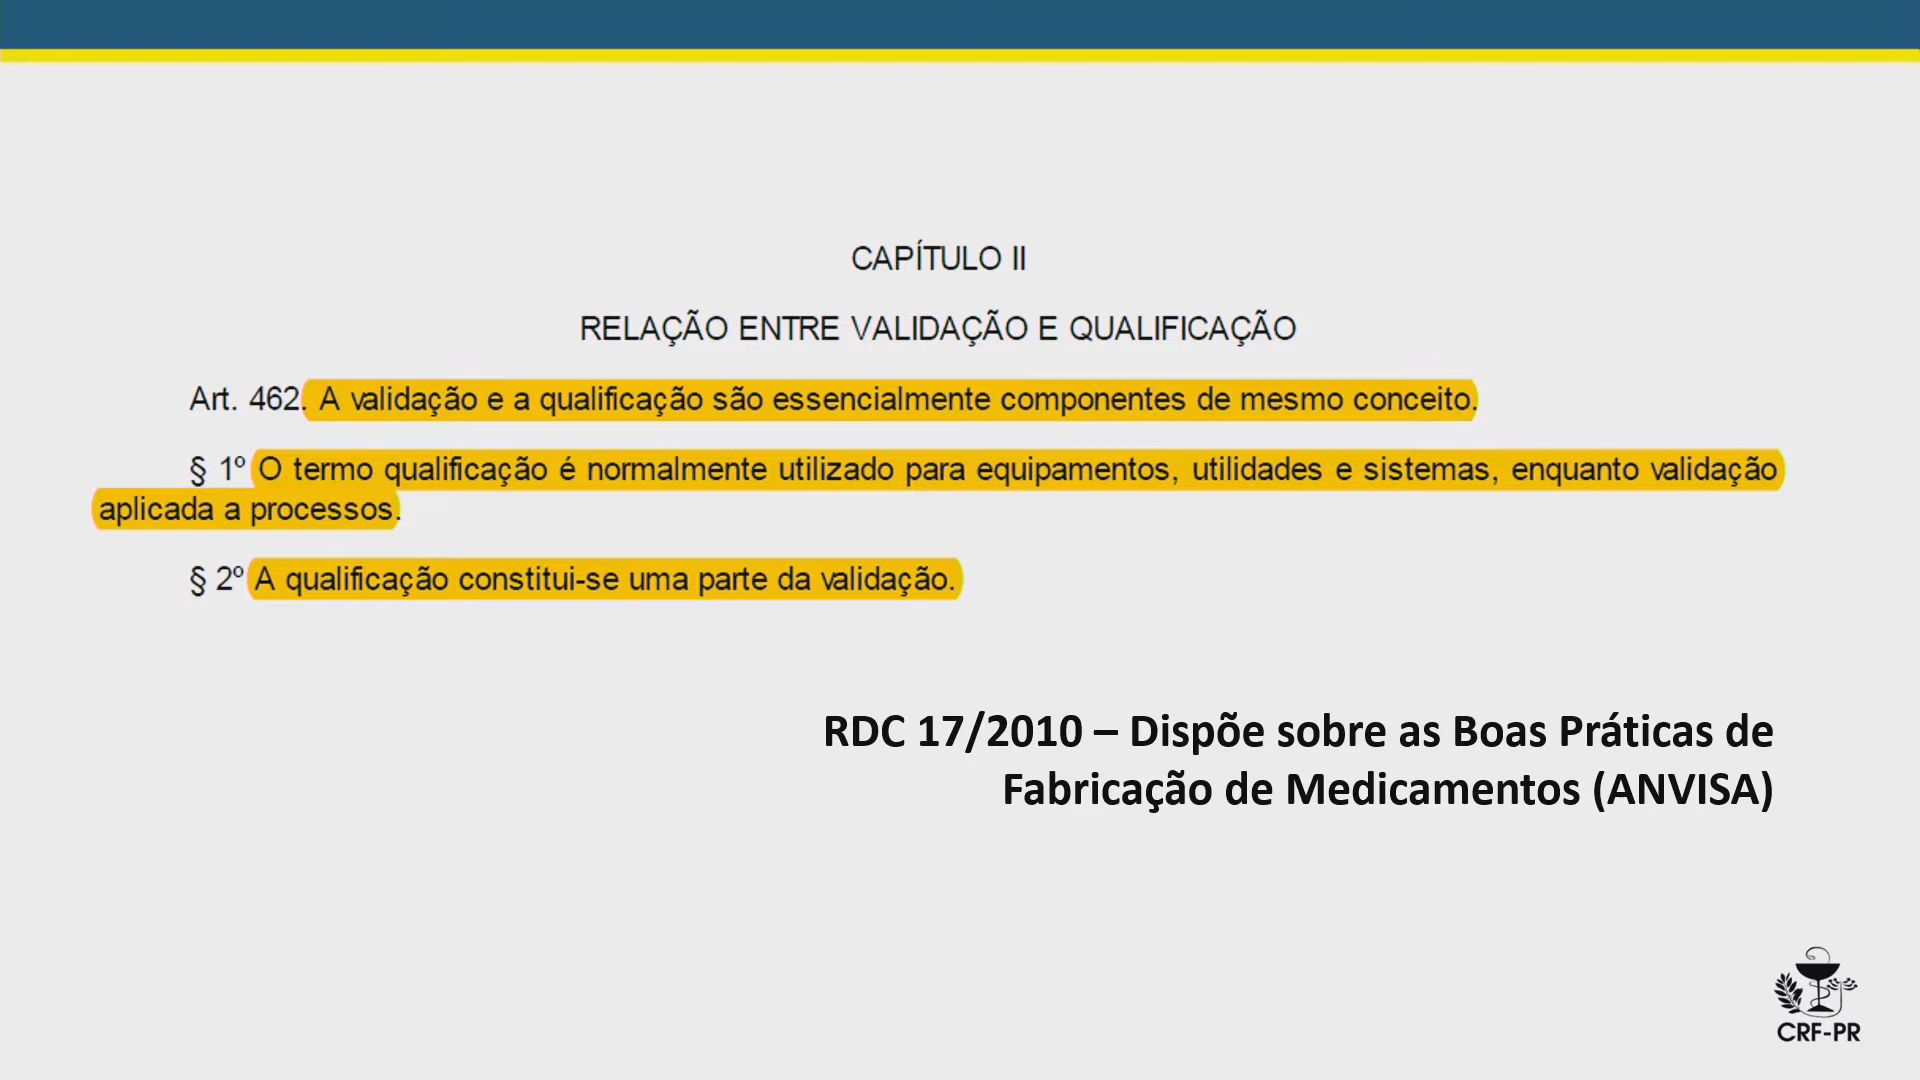 CAPÍTULO II
RELAÇÃO ENTRE VALIDAÇÃO E QUALIFICAÇÃO
Art. 462. A validação e a qualificação são essencialmente componentes de mesmo conceito.
§ 1º O termo qualificação é normalmente utilizado para equipamentos, utilidades e sistemas, enquanto validação
aplicada a processos.
§ 2º A qualificação constitui-se uma parte da validação.
RDC 17/2010 – Dispõe sobre as Boas Práticas de
Fabricação de Medicamentos (ANVISA)
CRF-PR